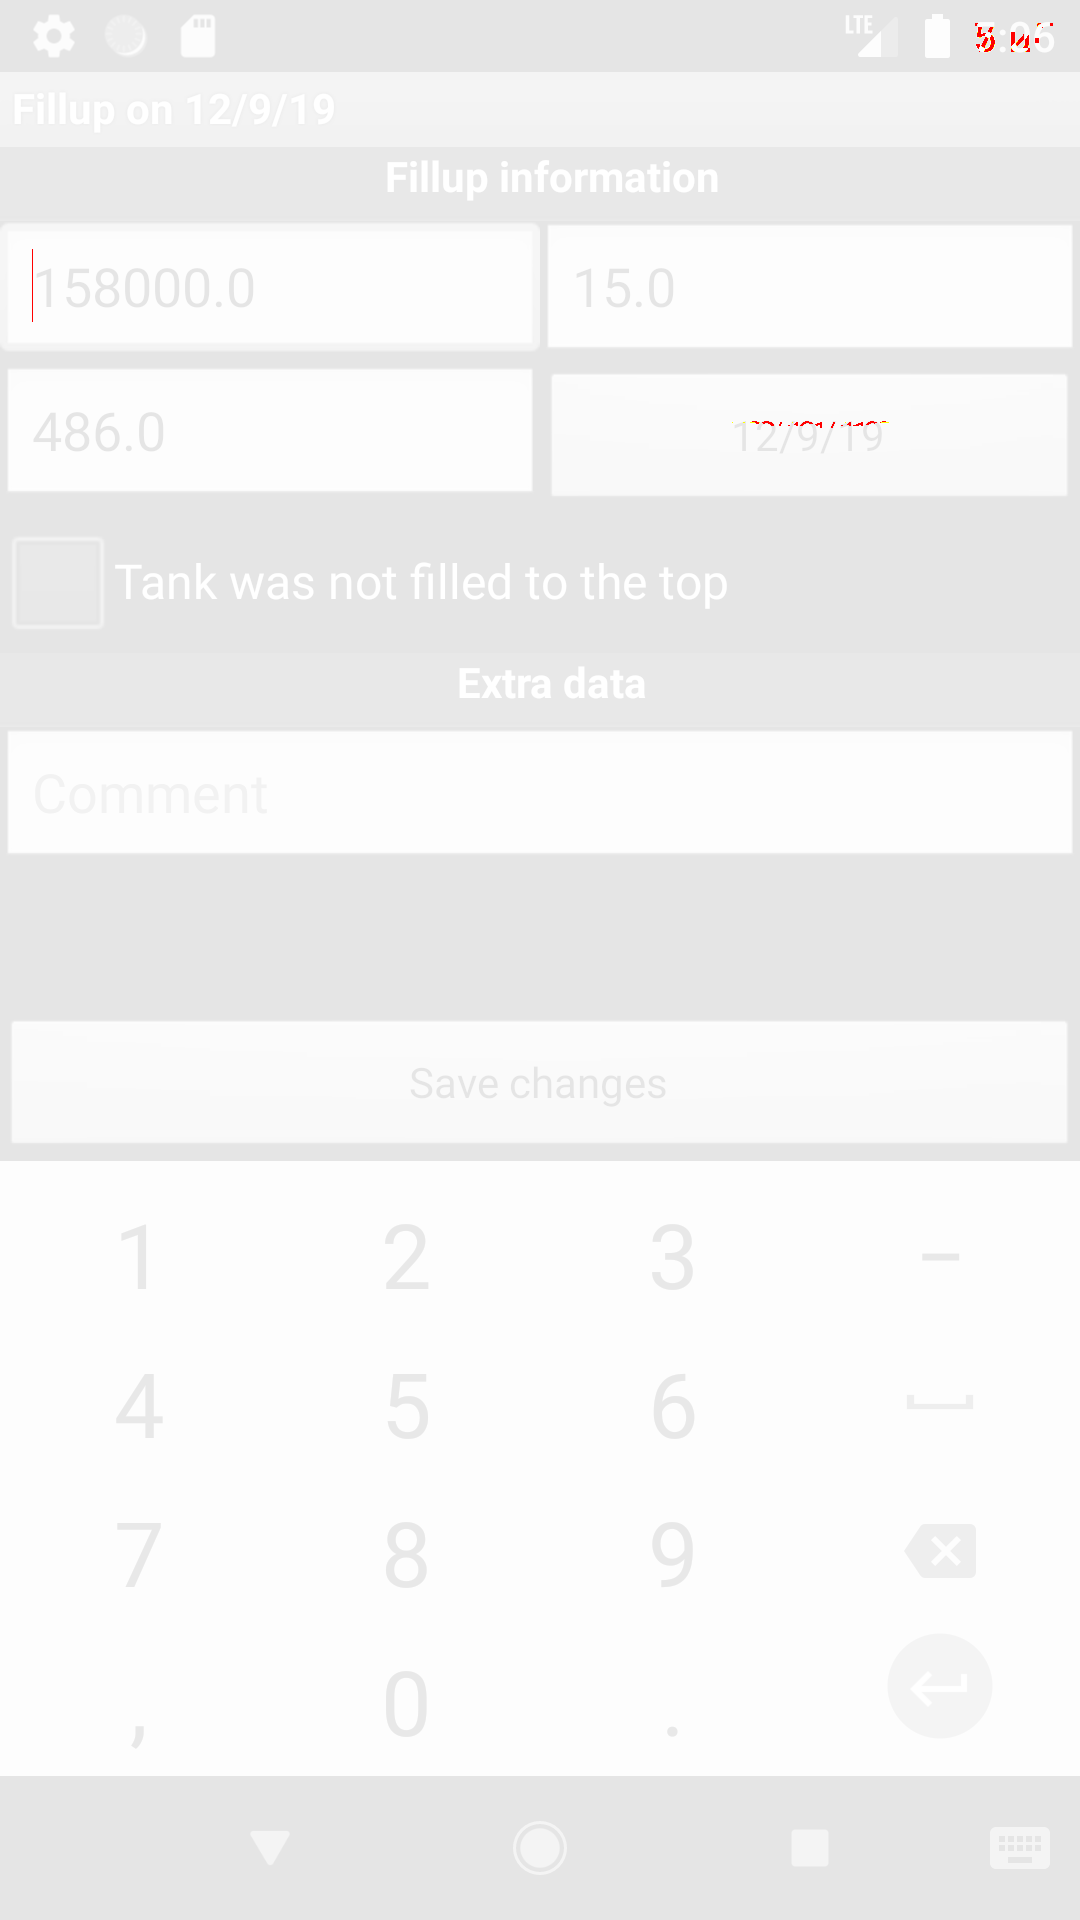 LTE
Fillup on 12/9/19
Fillup information
158000.0 15.0
486.0 12/9/19
Tank was not filled to the top
Extra data
Comment
Save changes
1 2 3 –
4 5 6
7 8 9
, 0 .